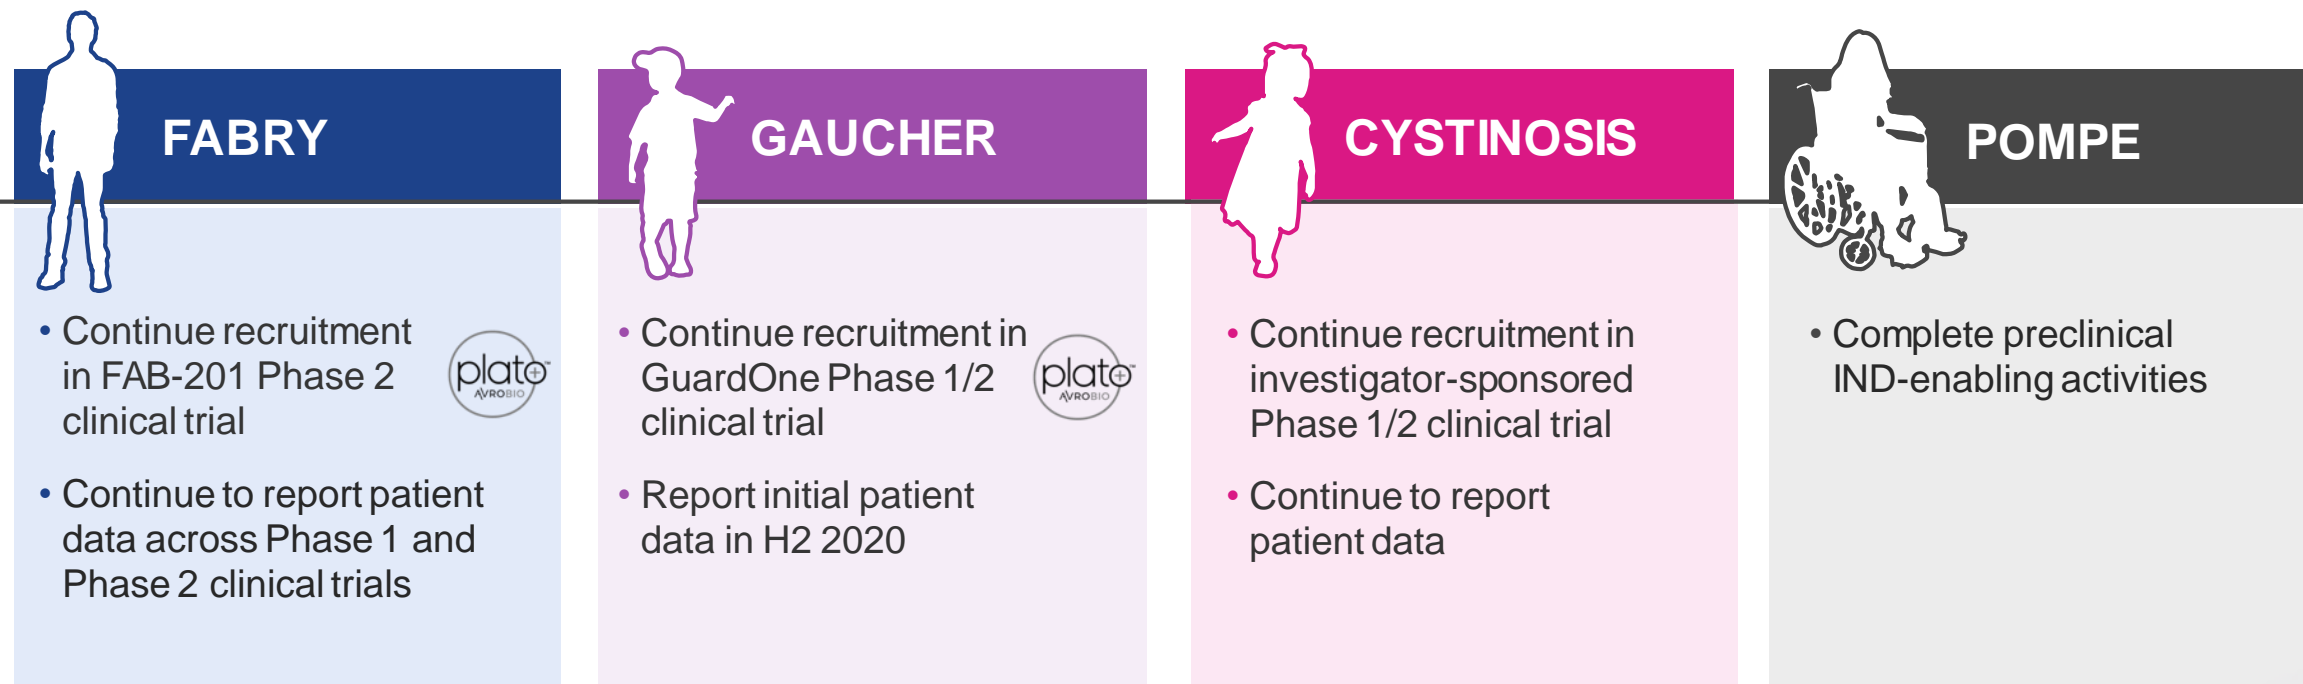 FABRY
• Continue recruitment
in FAB-201 Phase 2
clinical trial
plato™
AVROBIO
• Continue to report patient
data across Phase 1 and
Phase 2 clinical trials
GAUCHER
• Continue recruitment in
GuardOne Phase 1/2
clinical trial
plato™
AVROBIO
• Report initial patient
data in H2 2020
CYSTINOSIS
• Continue recruitment in
investigator-sponsored
Phase 1/2 clinical trial
• Continue to report
patient data
POMPE
• Complete preclinical
IND-enabling activities